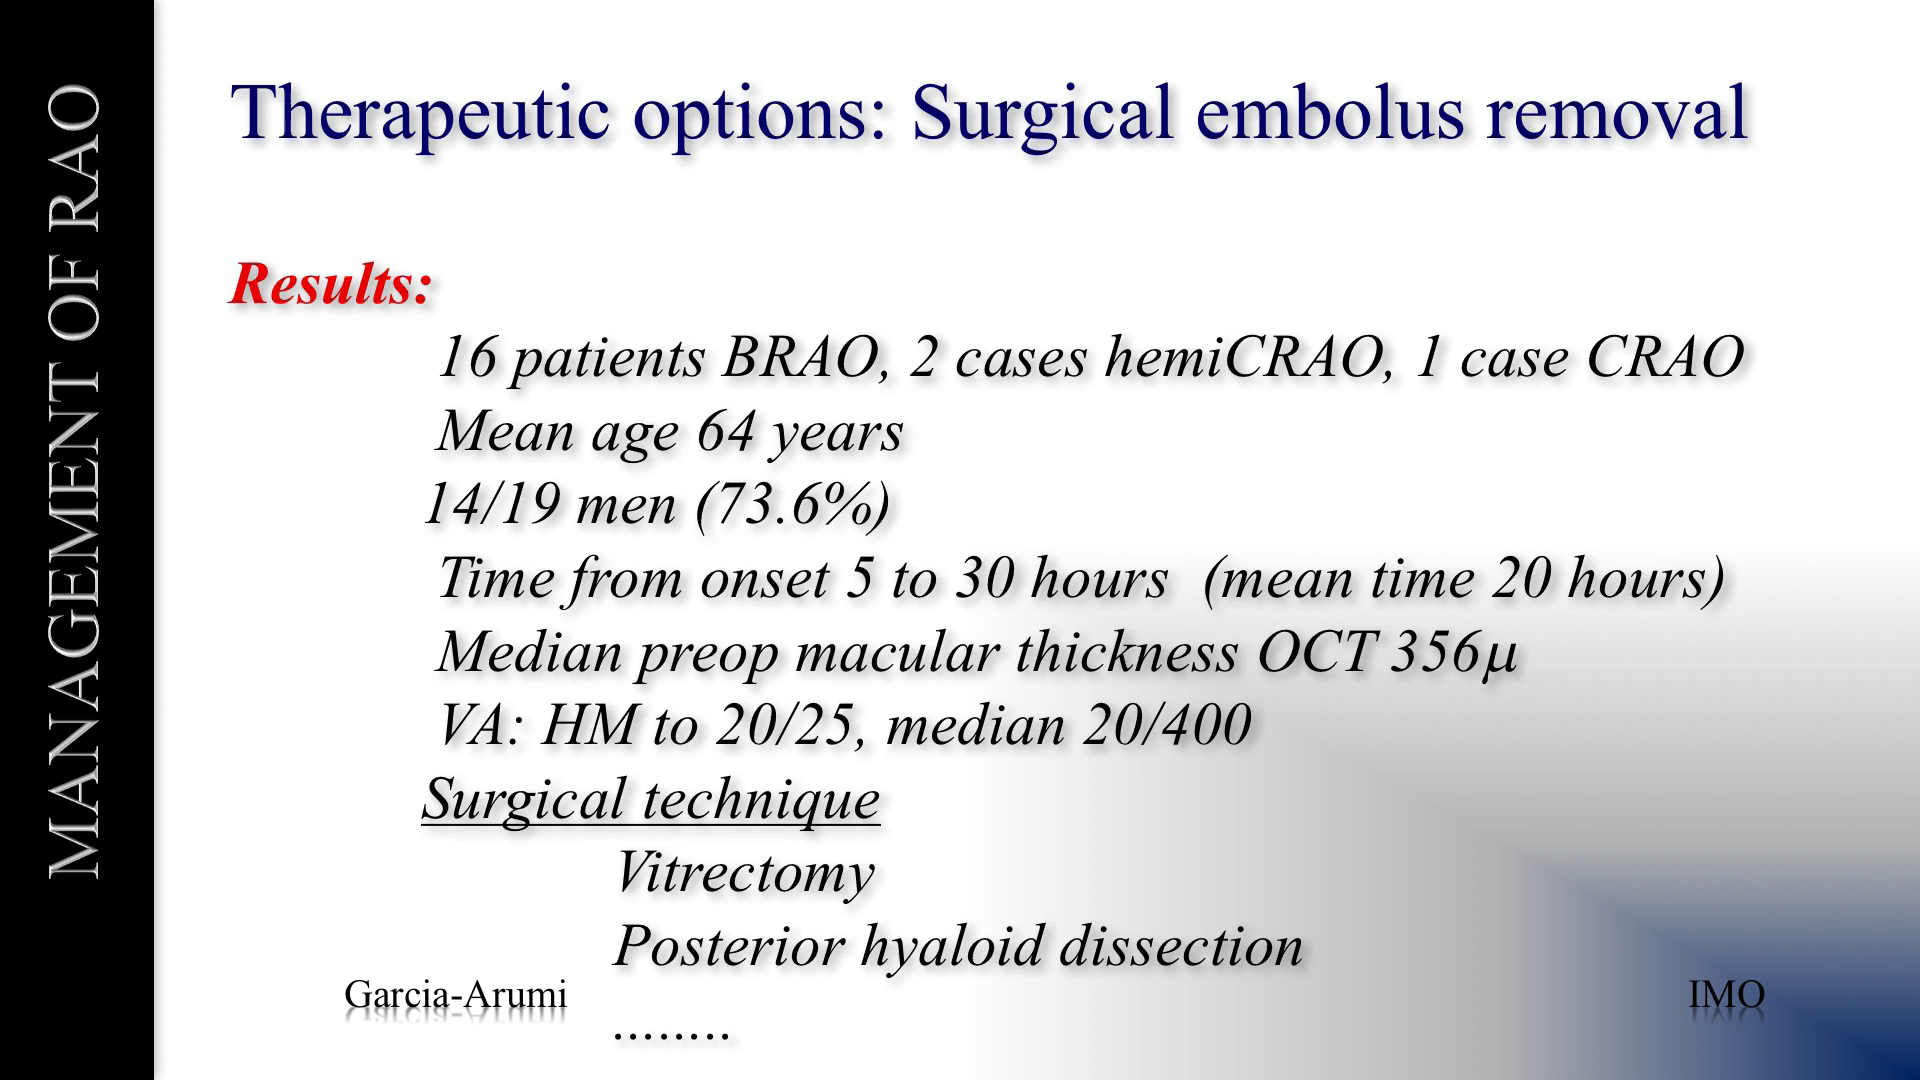 MANAGEMENT OF RAO
Therapeutic options: Surgical embolus removal
Results:
16 patients BRAO, 2 cases hemiCRAO, 1 case CRAO
Mean age 64 years
14/19 men (73.6%)
Time from onset 5 to 30 hours (mean time 20 hours)
Median preop macular thickness OCT 356µ
VA: HM to 20/25, median 20/400
Surgical technique
Vitrectomy
Posterior hyaloid dissection
........
Garcia-Arumi
IMO